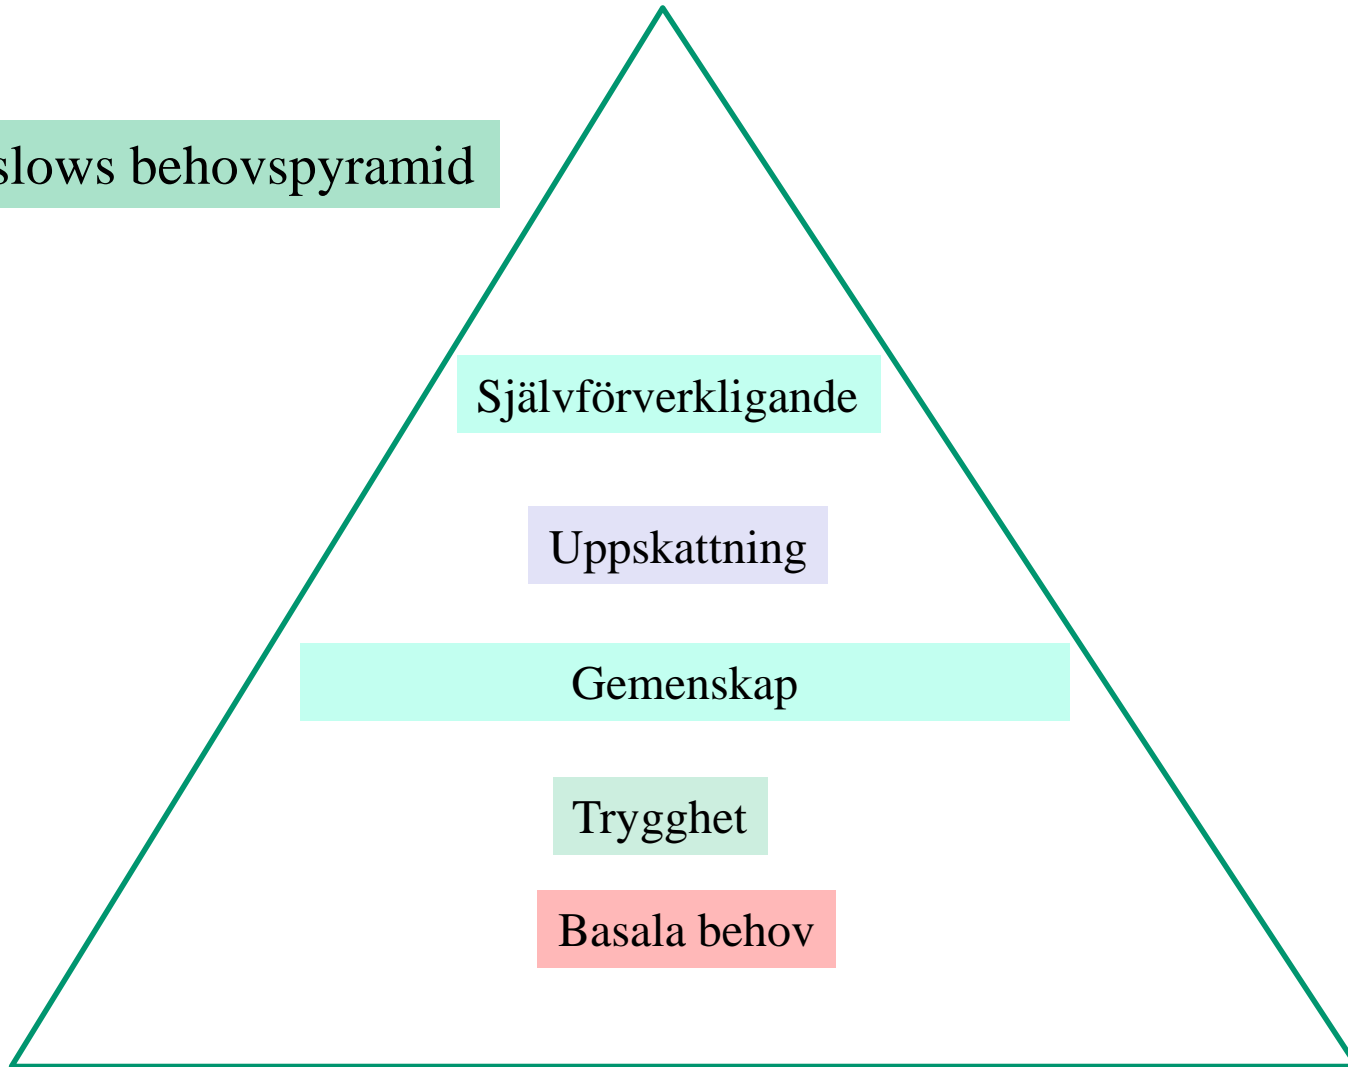 slows behovspyramid
Självförverkligande
Uppskattning
Gemenskap
Trygghet
Basala behov